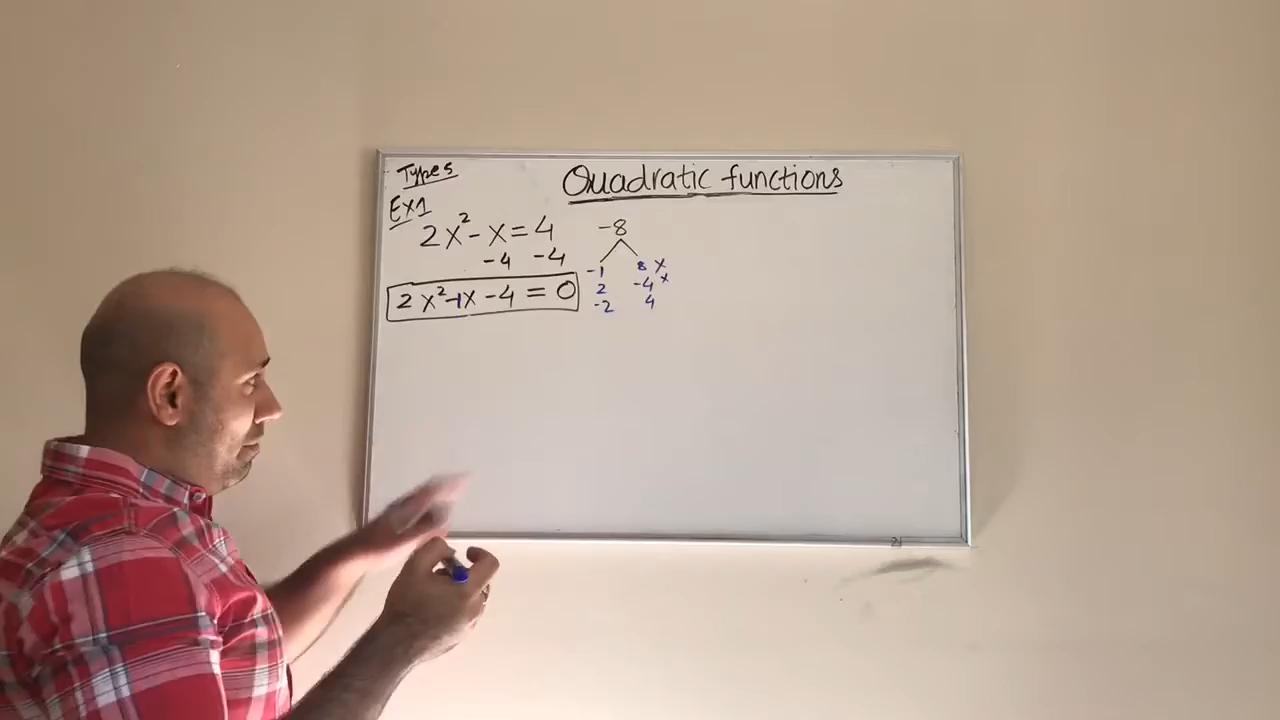 Types
Quadratic functions
Ex1
2x² - x = 4
-4 -4
2x² -1x - 4 = 0
-8
-1 8 x
2 -4 x
-2 4